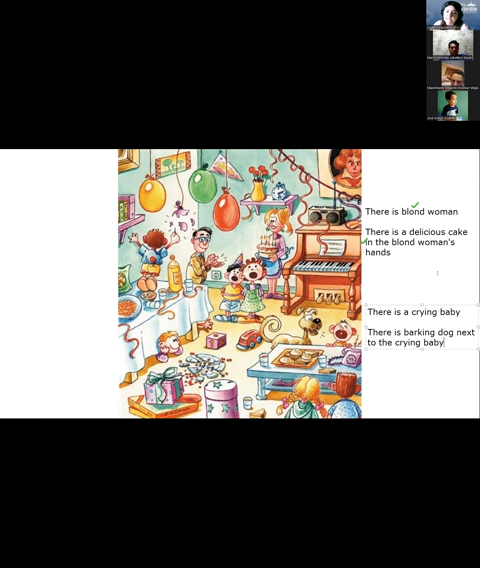 There is blond woman
There is a delicious cake
in the blond woman's
hands
There is a crying baby
There is barking dog next
to the crying baby